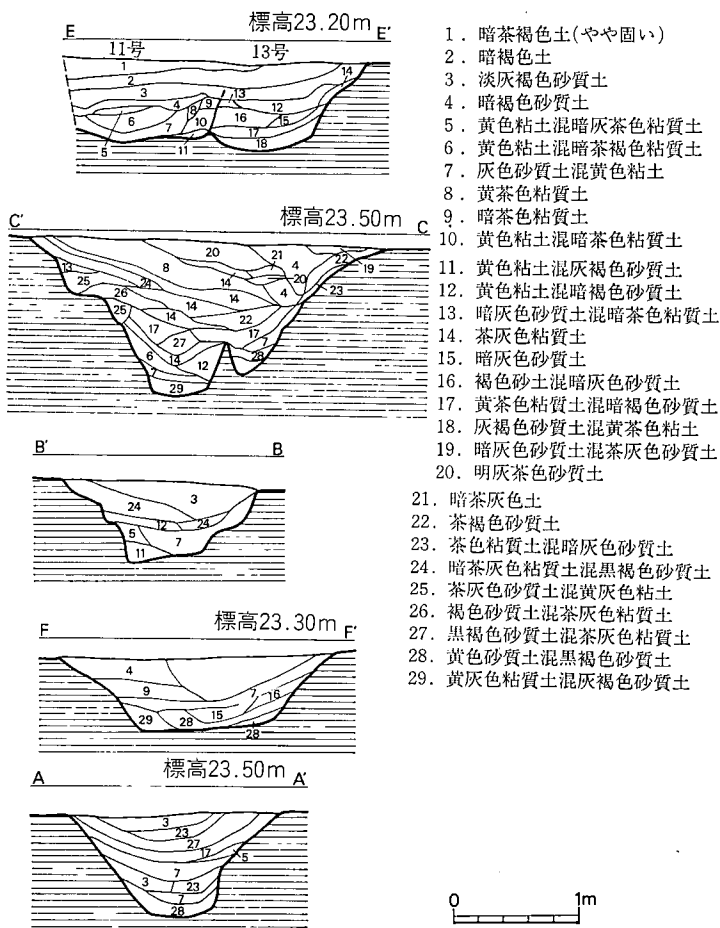 E 標高23.20m E'
11号 13号
1
2
3
13
14
4
8
9
12
6
7
10
16
15
17
18
5
11
C' 標高23.50m C
20
21
4
22
8
14
20
19
13
25
24
14
4
23
26
14
25
14
22
17
17
27
7
6
14
12
28
7
29
B' B
3
24
12
24
5
7
11
F 標高23.30m F'
4
9
7
16
29
28
15
28
A 標高23.50m A'
3
23
27
17
5
7
3
23
7
28
1. 暗茶褐色土(やや固い)
2. 暗褐色土
3. 淡灰褐色砂質土
4. 暗褐色砂質土
5. 黄色粘土混暗灰茶色粘質土
6. 黄色粘土混暗茶褐色粘質土
7. 灰色砂質土混黄色粘土
8. 黄茶色粘質土
9. 暗茶色粘質土
10. 黄色粘土混暗茶色粘質土
11. 黄色粘土混灰褐色砂質土
12. 黄色粘土混暗褐色砂質土
13. 暗灰色砂質土混暗茶色粘質土
14. 茶灰色粘質土
15. 暗灰色砂質土
16. 褐色砂土混暗灰色砂質土
17. 黄茶色粘質土混暗褐色砂質土
18. 灰褐色砂質土混黄茶色粘土
19. 暗灰色砂質土混茶灰色砂質土
20. 明灰茶色砂質土
21. 暗茶灰色土
22. 茶褐色砂質土
23. 茶色粘質土混暗灰色砂質土
24. 暗茶灰色粘質土混黒褐色砂質土
25. 茶灰色砂質土混黄灰色粘土
26. 褐色砂質土混茶灰色粘質土
27. 黒褐色砂質土混茶灰色粘質土
28. 黄色砂質土混黒褐色砂質土
29. 黄灰色粘質土混灰褐色砂質土
0 1m